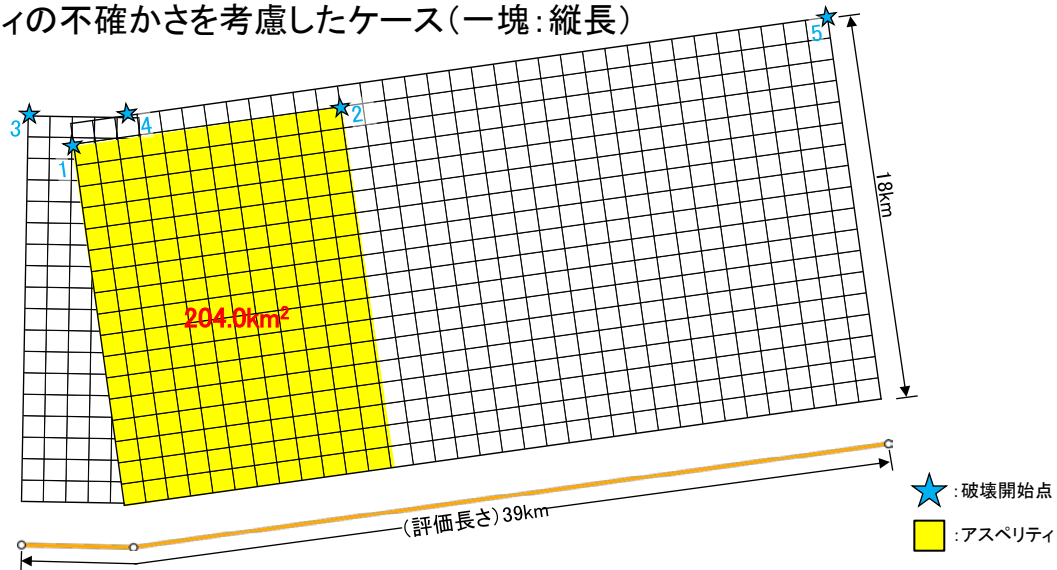 ィの不確かさを考慮したケース(一塊:縦長)
5
3
4
2
1
18km
204.0km²
(評価長さ)39km
:破壊開始点
:アスペリティ